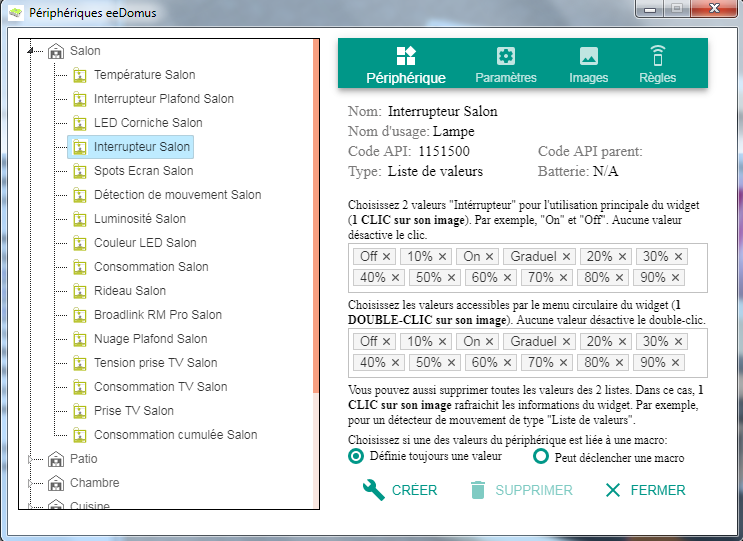 Périphériques eeDomus
Salon
Température Salon
Interrupteur Plafond Salon
LED Corniche Salon
Interrupteur Salon
Spots Ecran Salon
Détection de mouvement Salon
Luminosité Salon
Couleur LED Salon
Consommation Salon
Rideau Salon
Broadlink RM Pro Salon
Nuage Plafond Salon
Tension prise TV Salon
Consommation TV Salon
Prise TV Salon
Consommation cumulée Salon
Patio
Chambre
Cuisine
Périphérique Paramètres Images Règles
Nom: Interrupteur Salon
Nom d'usage: Lampe
Code API: 1151500 Code API parent:
Type: Liste de valeurs Batterie: N/A
Choisissez 2 valeurs "Intérrupteur" pour l'utilisation principale du widget
(1 CLIC sur son image). Par exemple, "On" et "Off". Aucune valeur
désactive le clic.
Off × 10% × On × Graduel × 20% × 30% ×
40% × 50% × 60% × 70% × 80% × 90% ×
Choisissez les valeurs accessibles par le menu circulaire du widget (1
DOUBLE-CLIC sur son image). Aucune valeur désactive le double-clic.
Off × 10% × On × Graduel × 20% × 30% ×
40% × 50% × 60% × 70% × 80% × 90% ×
Vous pouvez aussi supprimer toutes les valeurs des 2 listes. Dans ce cas, 1
CLIC sur son image rafraichit les informations du widget. Par exemple,
pour un détecteur de mouvement de type "Liste de valeurs".
Choisissez si une des valeurs du périphérique est liée à une macro:
Définie toujours une valeur Peut déclencher une macro
CRÉER SUPPRIMER FERMER